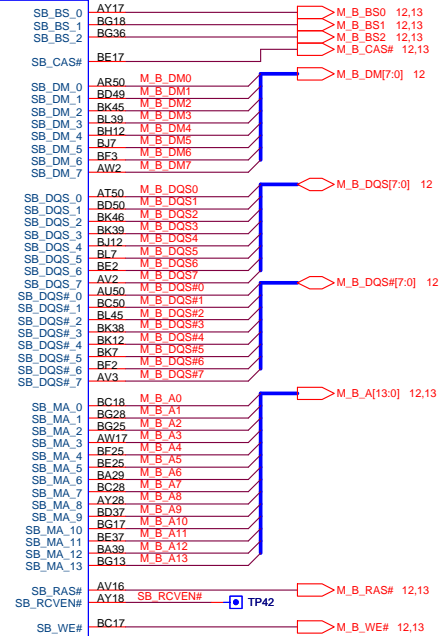 SB_BS_0 AY17 M_B_BS0 12,13
SB_BS_1 BG18 M_B_BS1 12,13
SB_BS_2 BG36 M_B_BS2 12,13
SB_CAS# BE17 M_B_CAS# 12,13
SB_DM_0 AR50 M_B_DM0 M_B_DM[7:0] 12
SB_DM_1 BD49 M_B_DM1
SB_DM_2 BK45 M_B_DM2
SB_DM_3 BL39 M_B_DM3
SB_DM_4 BH12 M_B_DM4
SB_DM_5 BJ7 M_B_DM5
SB_DM_6 BF3 M_B_DM6
SB_DM_7 AW2 M_B_DM7
SB_DQS_0 AT50 M_B_DQS0 M_B_DQS[7:0] 12
SB_DQS_1 BD50 M_B_DQS1
SB_DQS_2 BK46 M_B_DQS2
SB_DQS_3 BK39 M_B_DQS3
SB_DQS_4 BJ12 M_B_DQS4
SB_DQS_5 BL7 M_B_DQS5
SB_DQS_6 BE2 M_B_DQS6
SB_DQS_7 AV2 M_B_DQS7
SB_DQS#_0 AU50 M_B_DQS#0 M_B_DQS#[7:0] 12
SB_DQS#_1 BC50 M_B_DQS#1
SB_DQS#_2 BL45 M_B_DQS#2
SB_DQS#_3 BK38 M_B_DQS#3
SB_DQS#_4 BK12 M_B_DQS#4
SB_DQS#_5 BK7 M_B_DQS#5
SB_DQS#_6 BF2 M_B_DQS#6
SB_DQS#_7 AV3 M_B_DQS#7
SB_MA_0 BC18 M_B_A0 M_B_A[13:0] 12,13
SB_MA_1 BG28 M_B_A1
SB_MA_2 BG25 M_B_A2
SB_MA_3 AW17 M_B_A3
SB_MA_4 BF25 M_B_A4
SB_MA_5 BE25 M_B_A5
SB_MA_6 BA29 M_B_A6
SB_MA_7 BC28 M_B_A7
SB_MA_8 AY28 M_B_A8
SB_MA_9 BD37 M_B_A9
SB_MA_10 BG17 M_B_A10
SB_MA_11 BE37 M_B_A11
SB_MA_12 BA39 M_B_A12
SB_MA_13 BG13 M_B_A13
SB_RAS# AV16 M_B_RAS# 12,13
SB_RCVEN# AY18 SB_RCVEN# TP42
SB_WE# BC17 M_B_WE# 12,13